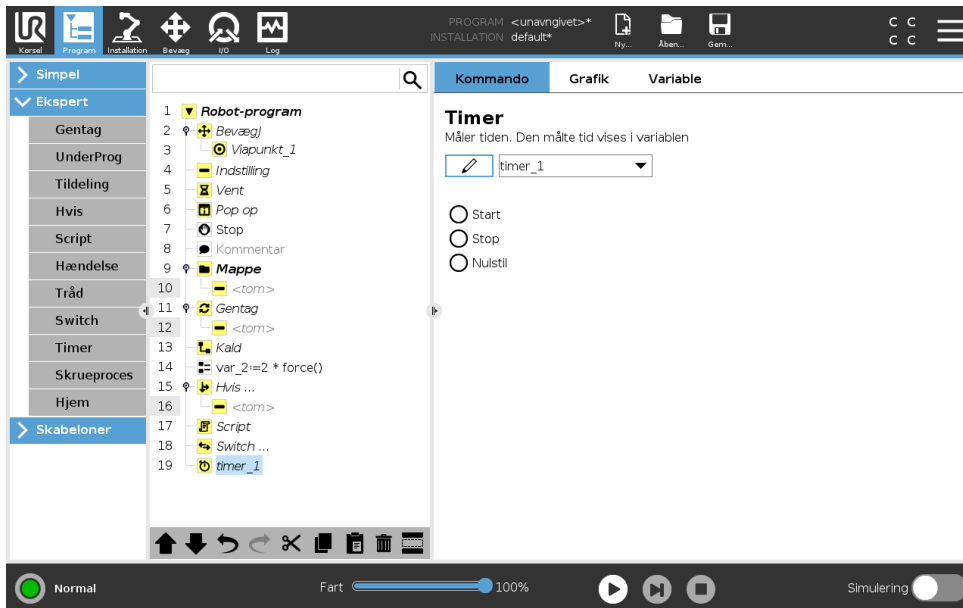 UR
Kørsel
Program
Installation
Bevæg
I/O
Log
PROGRAM <unavngivet>*
INSTALLATION default*
Ny...
Åben...
Gem...
C C
C C
Simpel
Ekspert
Gentag
UnderProg
Tildeling
Hvis
Script
Hændelse
Tråd
Switch
Timer
Skrueproces
Hjem
Skabeloner
1 Robot-program
2 BevægJ
3 Viapunkt_1
4 Indstilling
5 Vent
6 Pop op
7 Stop
8 Kommentar
9 Mappe
10 <tom>
11 Gentag
12 <tom>
13 Kald
14 var_2:=2 * force()
15 Hvis ...
16 <tom>
17 Script
18 Switch ...
19 timer_1
Kommando Grafik Variable
Timer
Måler tiden. Den målte tid vises i variablen
timer_1
Start
Stop
Nulstil
Normal
Fart 100%
Simulering